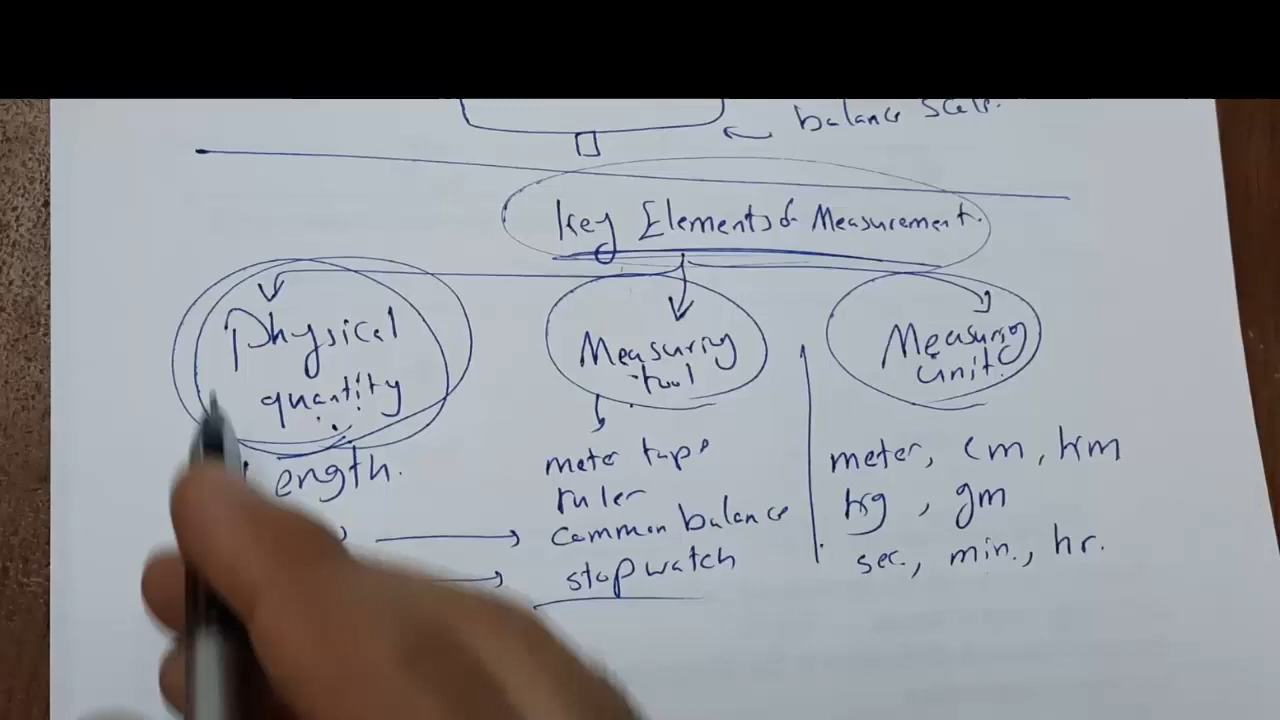 balance scale.
Key Elements of Measurement.
Physical
quantity
Measuring
tool
Measuring
unit.
Length.
meter tape
ruler
common balance
stopwatch
meter, cm, km
kg, gm
sec., min., hr.